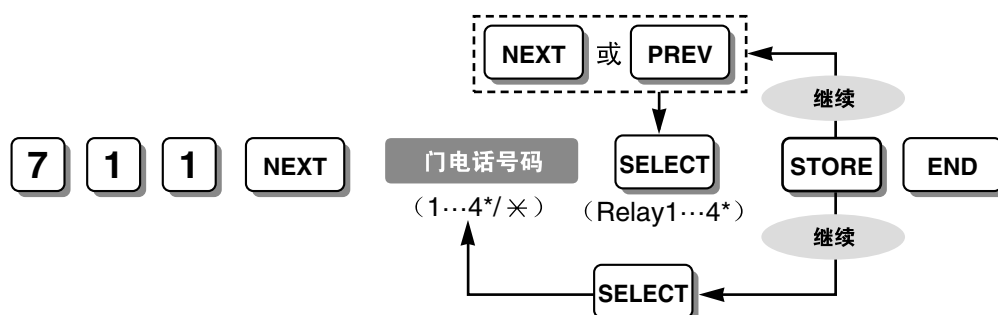 NEXT 或 PREV
继续
7 1 1 NEXT 门电话号码 SELECT STORE END
(1…4*/✳) (Relay1…4*)
继续
SELECT